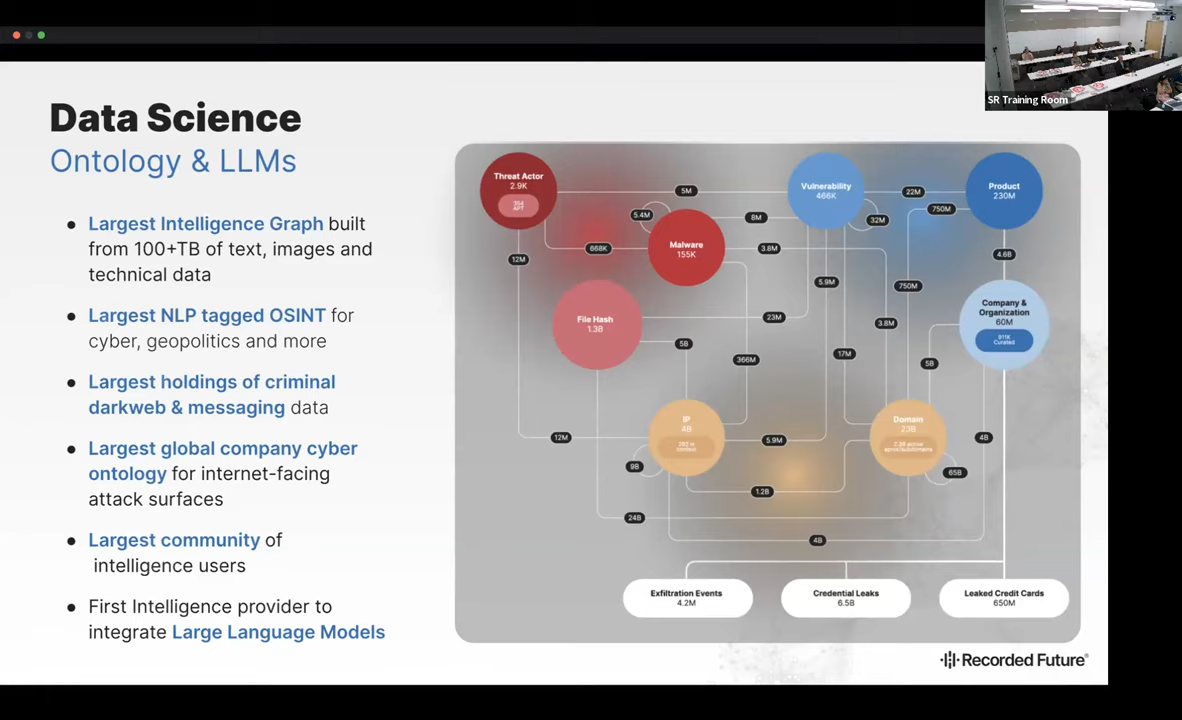 SR Training Room
Data Science
Ontology & LLMs
● Largest Intelligence Graph built
from 100+TB of text, images and
technical data
● Largest NLP tagged OSINT for
cyber, geopolitics and more
● Largest holdings of criminal
darkweb & messaging data
● Largest global company cyber
ontology for internet-facing
attack surfaces
● Largest community of
intelligence users
● First Intelligence provider to
integrate Large Language Models
Threat Actor
2.9K
APT
Vulnerability
466K
Product
230M
Malware
155K
File Hash
1.3B
Company &
Organization
60M
Curated
IP
4B
context
Domain
23B
5M
22M
750M
5.4M
8M
32M
668K
3.8M
12M
4.6B
5.9M
750M
23M
3.8M
5B
366M
17M
5B
12M
5.9M
4B
9B
65B
1.2B
24B
4B
Exfiltration Events
4.2M
Credential Leaks
6.5B
Leaked Credit Cards
650M
Recorded Future®